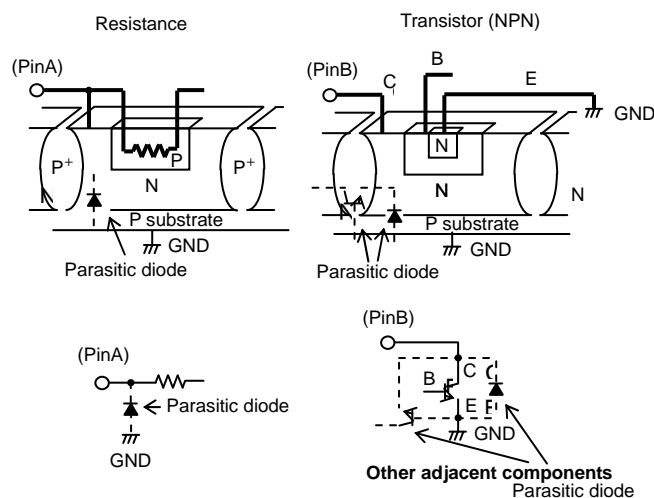 Resistance
Transistor (NPN)
(PinA)
(PinB)
C
B
E
GND
P+
P
P+
N
N
N
N
P substrate
GND
Parasitic diode
P substrate
GND
Parasitic diode
(PinA)
Parasitic diode
GND
(PinB)
C
B
E
GND
Other adjacent components
Parasitic diode